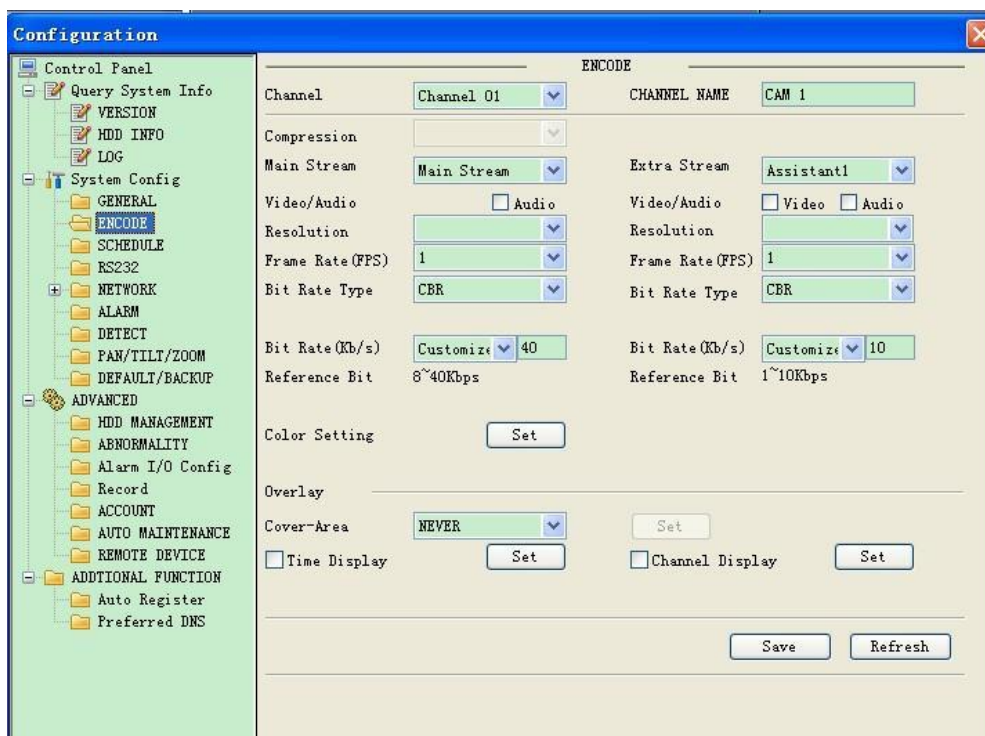 Configuration
Control Panel
Query System Info
VERSION
HDD INFO
LOG
System Config
GENERAL
ENCODE
SCHEDULE
RS232
NETWORK
ALARM
DETECT
PAN/TILT/ZOOM
DEFAULT/BACKUP
ADVANCED
HDD MANAGEMENT
ABNORMALITY
Alarm I/O Config
Record
ACCOUNT
AUTO MAINTENANCE
REMOTE DEVICE
ADDTIONAL FUNCTION
Auto Register
Preferred DNS
ENCODE
Channel Channel 01 CHANNEL NAME CAM 1
Compression
Main Stream Main Stream Extra Stream Assistant1
Video/Audio Audio Video/Audio Video Audio
Resolution Resolution
Frame Rate(FPS) 1 Frame Rate(FPS) 1
Bit Rate Type CBR Bit Rate Type CBR
Bit Rate(Kb/s) Customize 40 Bit Rate(Kb/s) Customize 10
Reference Bit 8~40Kbps Reference Bit 1~10Kbps
Color Setting Set
Overlay
Cover-Area NEVER Set
Time Display Set Channel Display Set
Save Refresh